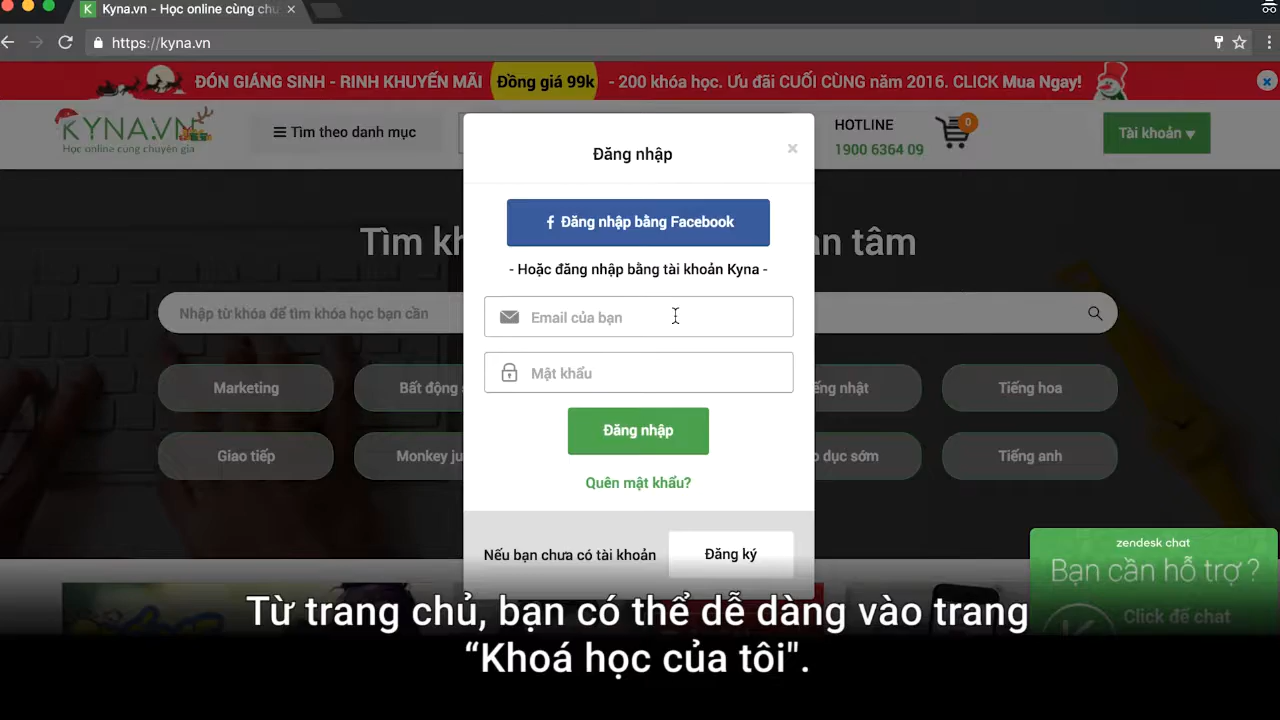 Kyna.vn - Học online cùng chu
https://kyna.vn
ĐÓN GIÁNG SINH - RINH KHUYẾN MÃI Đồng giá 99k - 200 khóa học. Ưu đãi CUỐI CÙNG năm 2016. CLICK Mua Ngay!
KYNA.VN
Học online cùng chuyên gia
Tìm theo danh mục
HOTLINE
1900 6364 09
0
Tài khoản
Đăng nhập
Đăng nhập bằng Facebook
- Hoặc đăng nhập bằng tài khoản Kyna -
Email của bạn
Mật khẩu
Đăng nhập
Quên mật khẩu?
Nếu bạn chưa có tài khoản
Đăng ký
Tìm kh
n tâm
Nhập từ khóa để tìm khóa học bạn cần
Marketing
Bất động
ếng nhật
Tiếng hoa
Giao tiếp
Monkey ju
dục sớm
Tiếng anh
zendesk chat
Bạn cần hỗ trợ ?
Click để chat
Từ trang chủ, bạn có thể dễ dàng vào trang
“Khoá học của tôi".